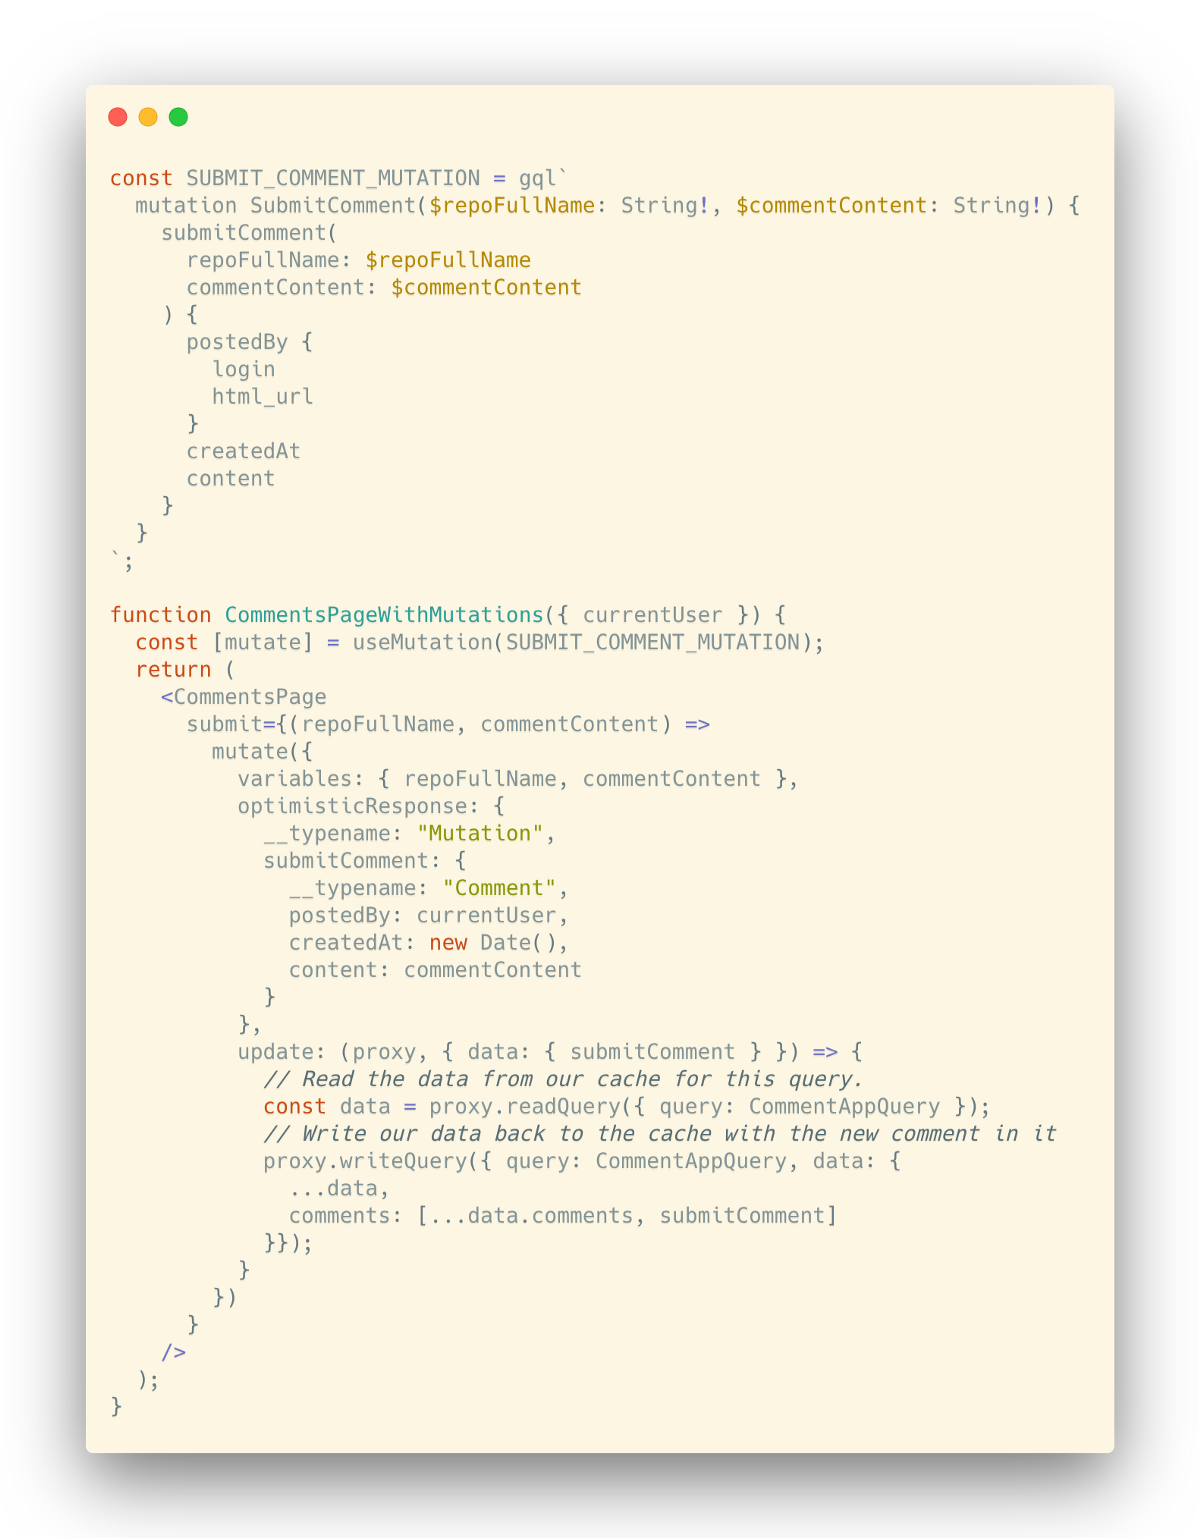 const SUBMIT_COMMENT_MUTATION = gql`
  mutation SubmitComment($repoFullName: String!, $commentContent: String!) {
    submitComment(
      repoFullName: $repoFullName
      commentContent: $commentContent
    ) {
      postedBy {
        login
        html_url
      }
      createdAt
      content
    }
  }
`;

function CommentsPageWithMutations({ currentUser }) {
  const [mutate] = useMutation(SUBMIT_COMMENT_MUTATION);
  return (
    <CommentsPage
      submit={(repoFullName, commentContent) =>
        mutate({
          variables: { repoFullName, commentContent },
          optimisticResponse: {
            __typename: "Mutation",
            submitComment: {
              __typename: "Comment",
              postedBy: currentUser,
              createdAt: new Date(),
              content: commentContent
            }
          },
          update: (proxy, { data: { submitComment } }) => {
            // Read the data from our cache for this query.
            const data = proxy.readQuery({ query: CommentAppQuery });
            // Write our data back to the cache with the new comment in it
            proxy.writeQuery({ query: CommentAppQuery, data: {
              ...data,
              comments: [...data.comments, submitComment]
            }});
          }
        })
      }
    />
  );
}